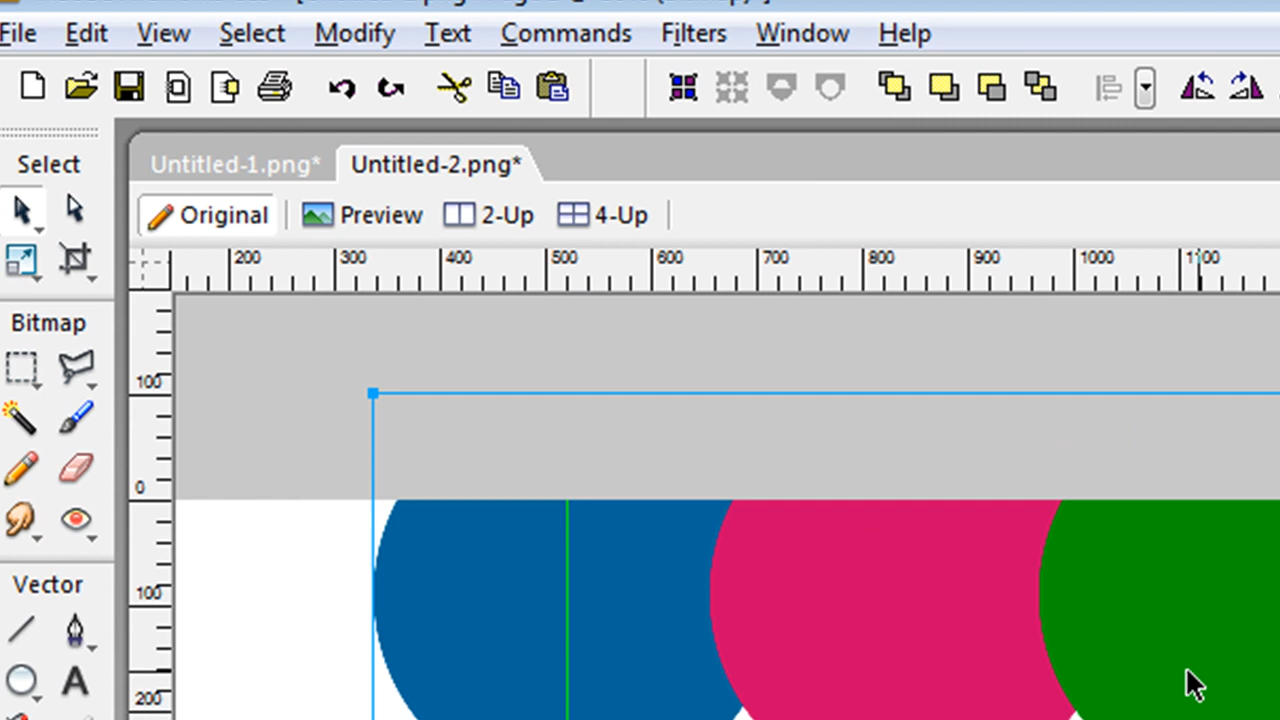 File Edit View Select Modify Text Commands Filters Window Help
Select
Untitled-1.png* Untitled-2.png*
Original Preview 2-Up 4-Up
200 300 400 500 600 700 800 900 1000 1100
Bitmap
100
0
100
Vector
200